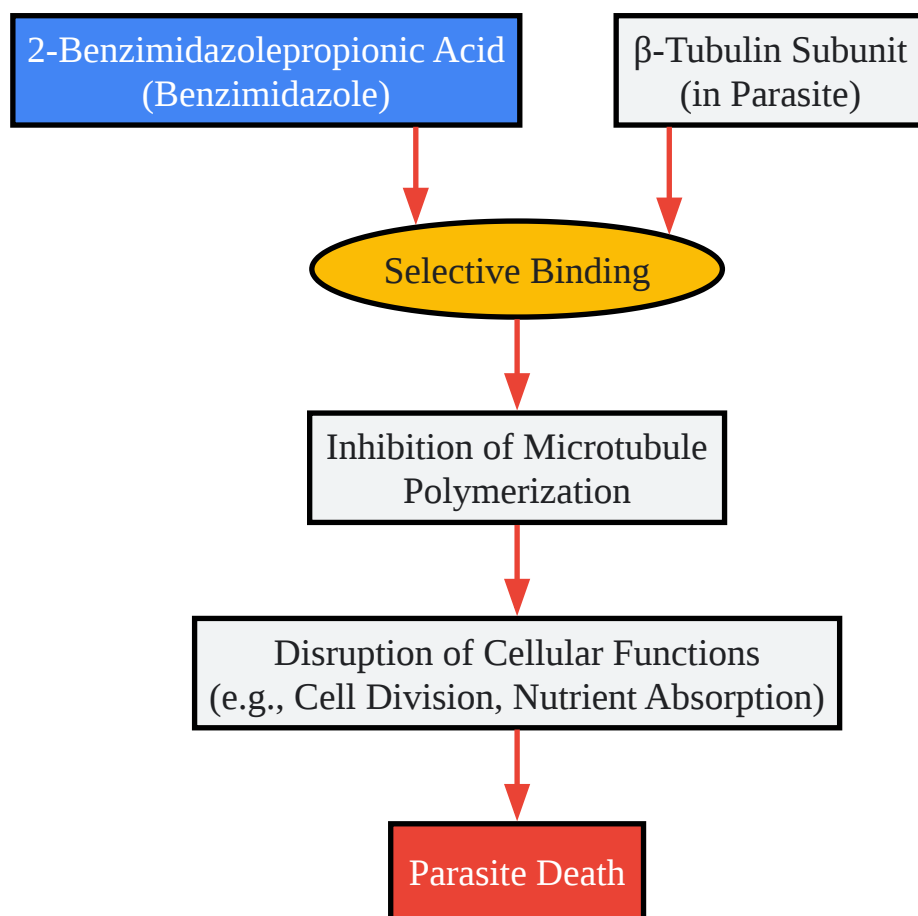 2-Benzimidazolepropionic Acid
(Benzimidazole)
β-Tubulin Subunit
(in Parasite)
Selective Binding
Inhibition of Microtubule
Polymerization
Disruption of Cellular Functions
(e.g., Cell Division, Nutrient Absorption)
Parasite Death